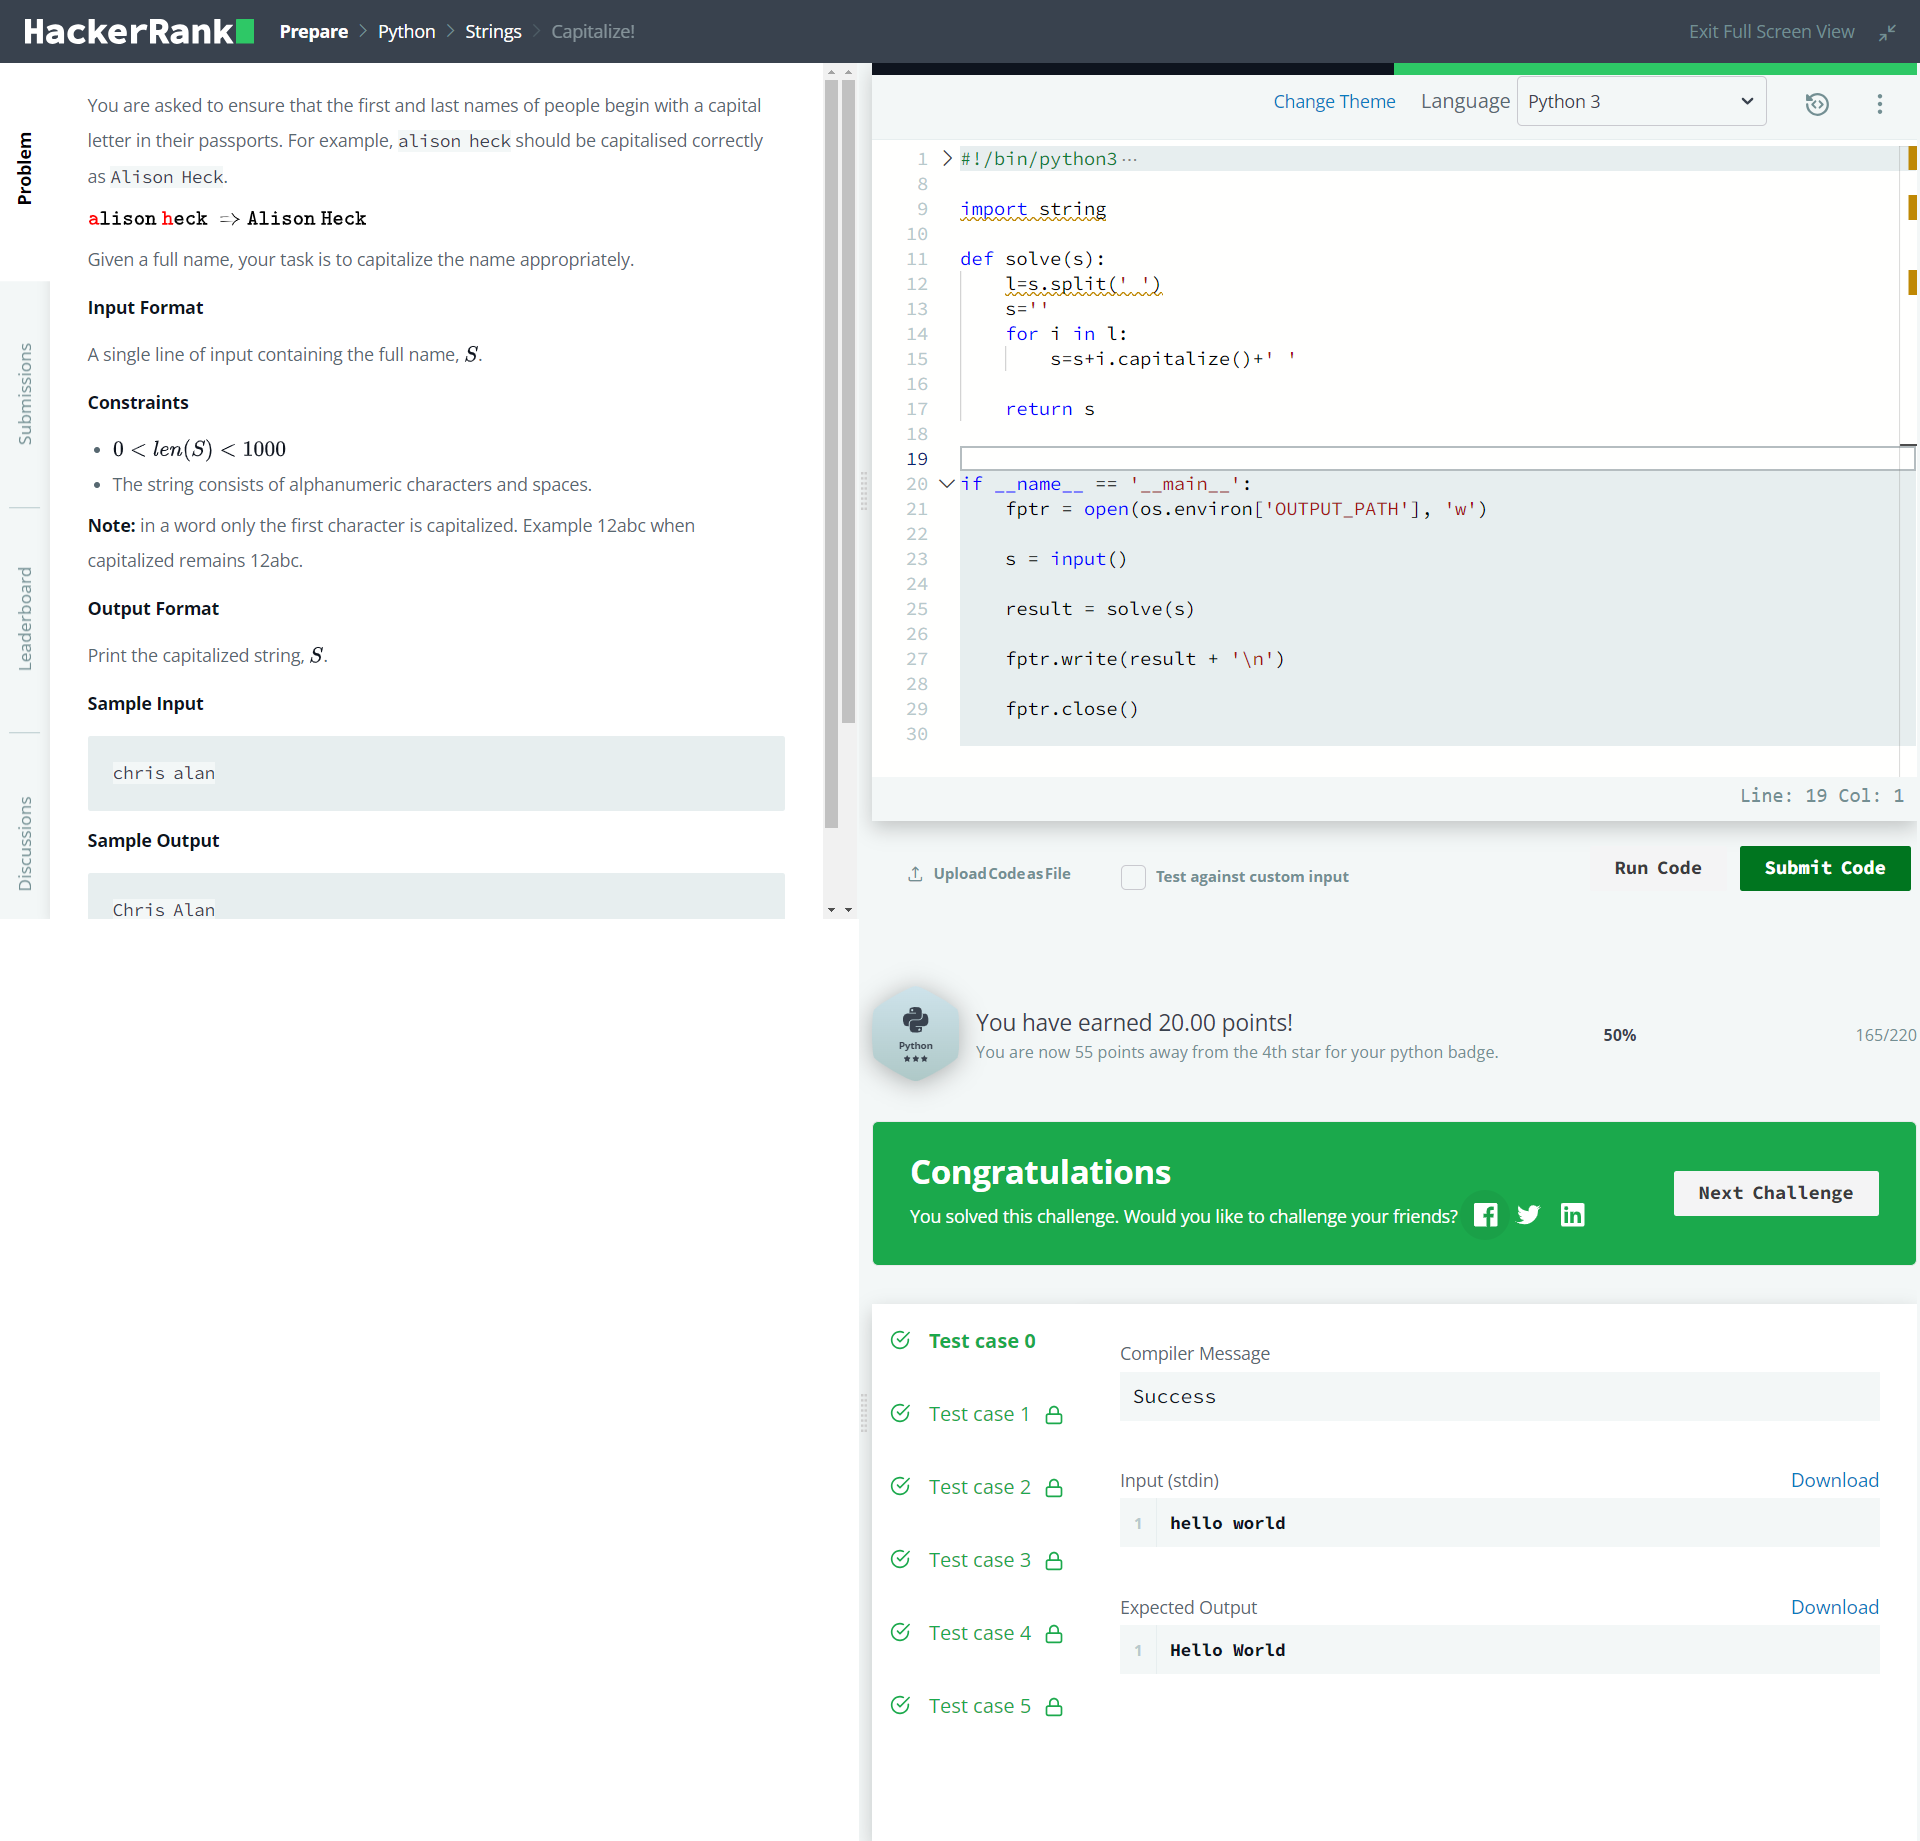 HackerRank
Prepare > Python > Strings > Capitalize!
Exit Full Screen View
Problem
Submissions
Leaderboard
Discussions
You are asked to ensure that the first and last names of people begin with a capital
letter in their passports. For example, alison heck should be capitalised correctly
as Alison Heck.
alison heck => Alison Heck
Given a full name, your task is to capitalize the name appropriately.
Input Format
A single line of input containing the full name, S.
Constraints
• 0 < len(S) < 1000
• The string consists of alphanumeric characters and spaces.
Note: in a word only the first character is capitalized. Example 12abc when
capitalized remains 12abc.
Output Format
Print the capitalized string, S.
Sample Input
chris alan
Sample Output
Chris Alan
Change Theme Language Python 3
1 #!/bin/python3 ···
8
9 import string
10
11 def solve(s):
12 l=s.split(' ')
13 s=''
14 for i in l:
15 s=s+i.capitalize()+' '
16
17 return s
18
19
20 if __name__ == '__main__':
21 fptr = open(os.environ['OUTPUT_PATH'], 'w')
22
23 s = input()
24
25 result = solve(s)
26
27 fptr.write(result + '\n')
28
29 fptr.close()
30
Line: 19 Col: 1
Upload Code as File
Test against custom input
Run Code
Submit Code
Python
You have earned 20.00 points!
You are now 55 points away from the 4th star for your python badge.
50%
165/220
Congratulations
You solved this challenge. Would you like to challenge your friends?
Next Challenge
Test case 0
Test case 1
Test case 2
Test case 3
Test case 4
Test case 5
Compiler Message
Success
Input (stdin)
Download
1 hello world
Expected Output
Download
1 Hello World